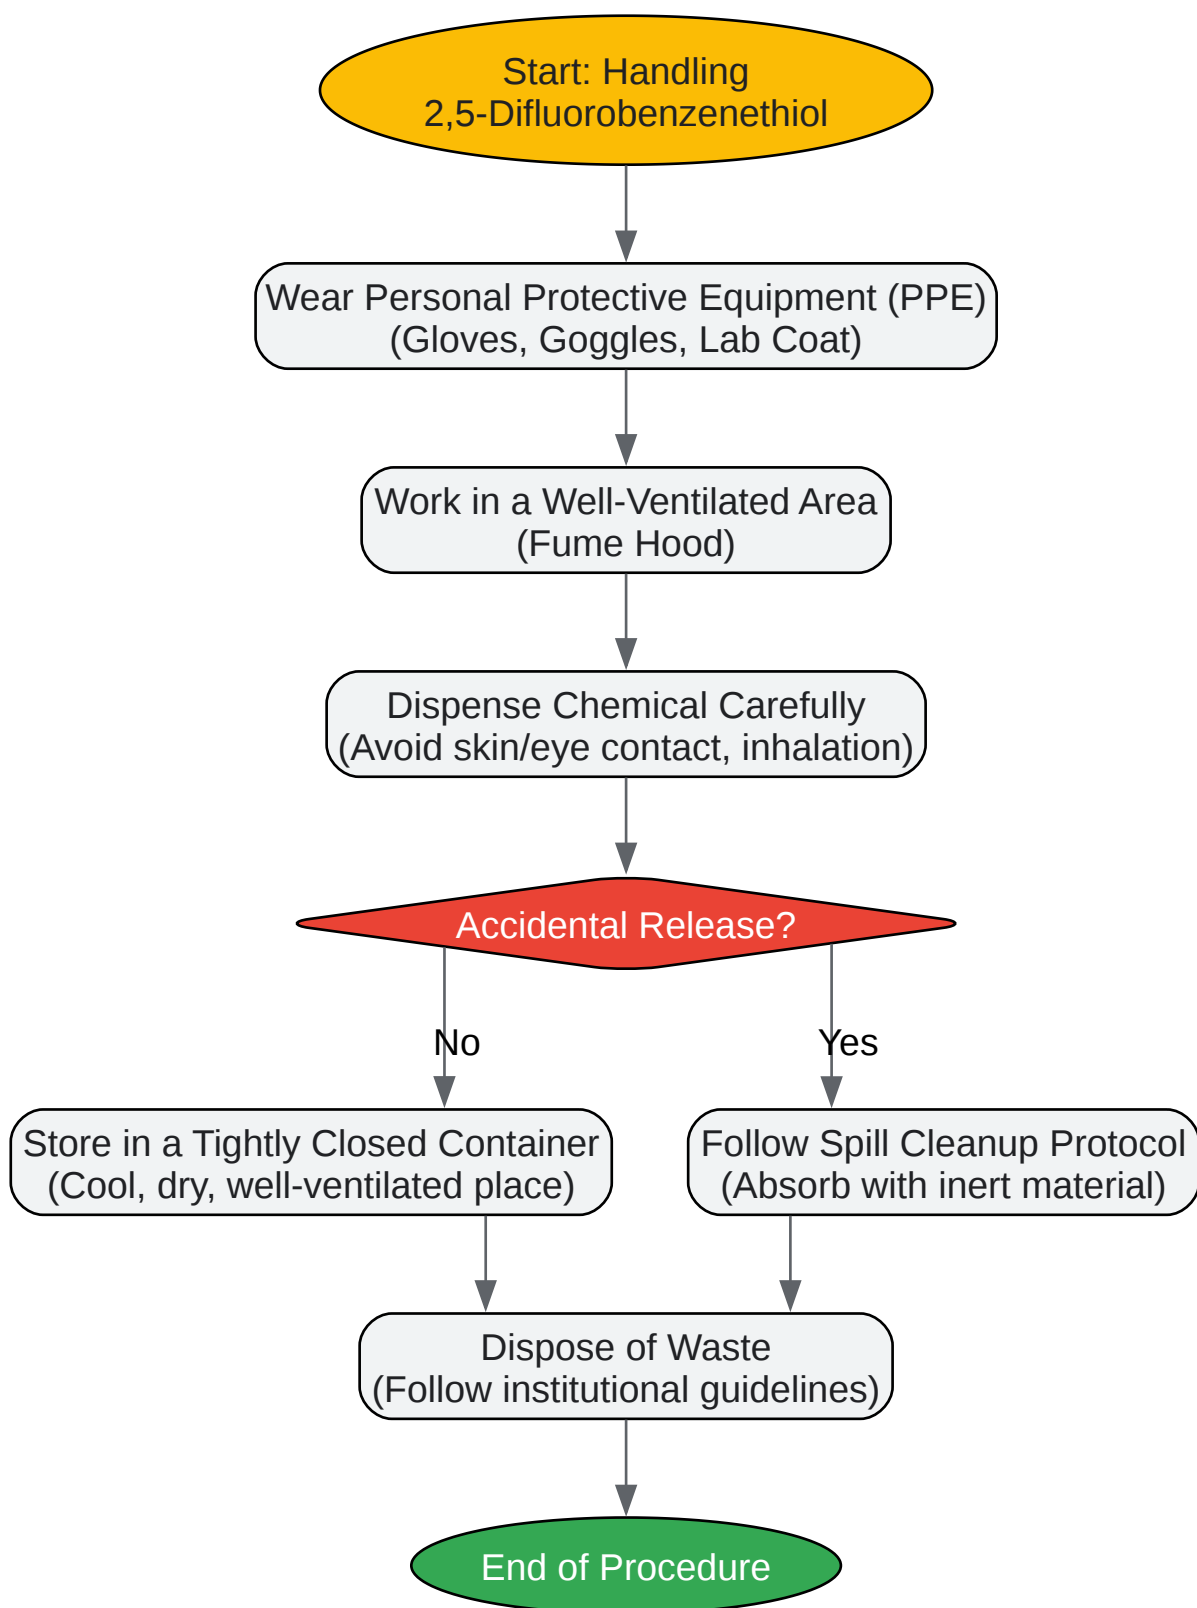 Start: Handling
2,5-Difluorobenzenethiol
Wear Personal Protective Equipment (PPE)
(Gloves, Goggles, Lab Coat)
Work in a Well-Ventilated Area
(Fume Hood)
Dispense Chemical Carefully
(Avoid skin/eye contact, inhalation)
Accidental Release?
No
Yes
Store in a Tightly Closed Container
(Cool, dry, well-ventilated place)
Follow Spill Cleanup Protocol
(Absorb with inert material)
Dispose of Waste
(Follow institutional guidelines)
End of Procedure